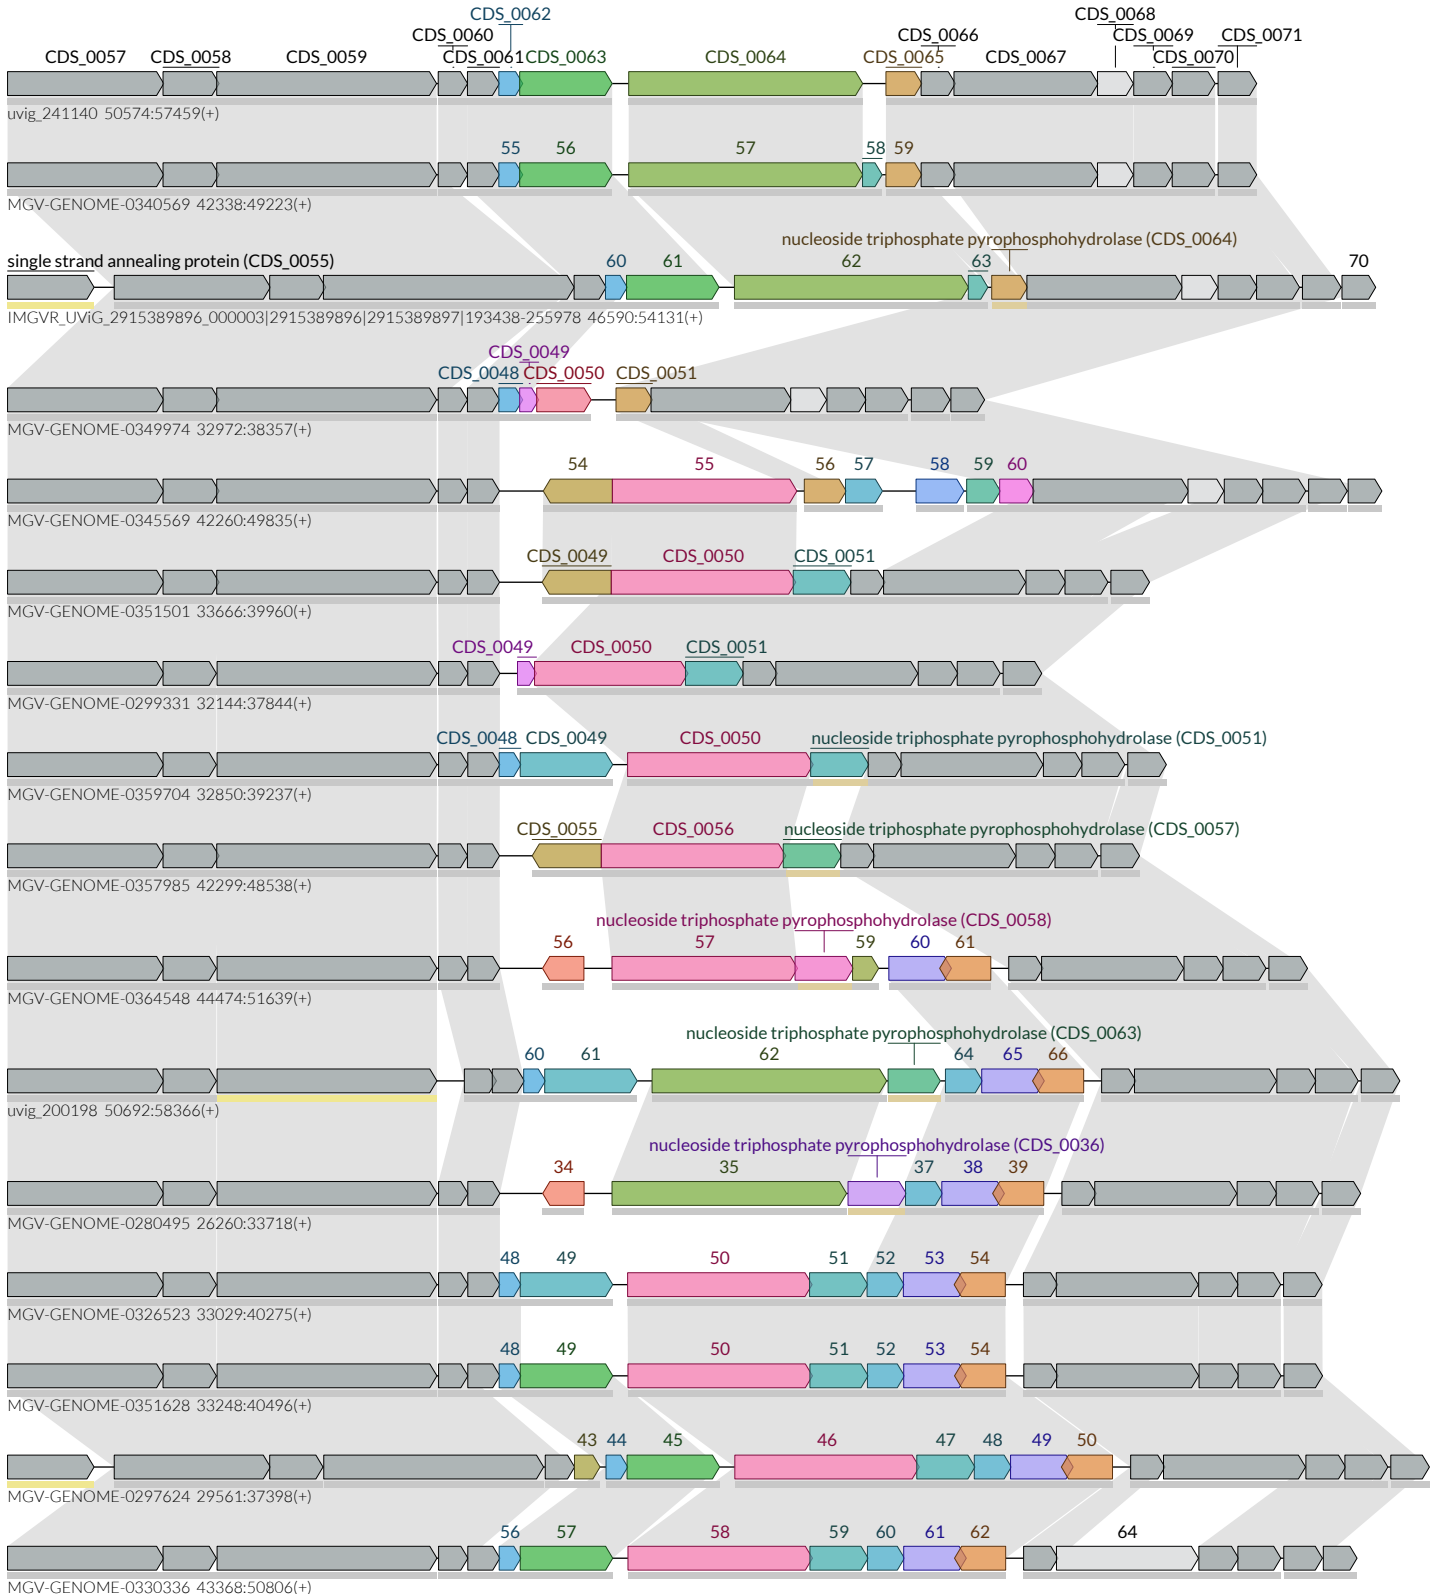 CDS_0062
CDS_0068
CDS_0060 CDS_0066 CDS_0069 CDS_0071
CDS_0057 CDS_0058 CDS_0059 CDS_0061 CDS_0063 CDS_0064 CDS_0065 CDS_0067 CDS_0070
uvig_241140 50574:57459(+)
55 56 57 58 59
MGV-GENOME-0340569 42338:49223(+)
nucleoside triphosphate pyrophosphohydrolase (CDS_0064)
single strand annealing protein (CDS_0055) 60 61 62 63 70
IMGVR_UViG_2915389896_000003|2915389896|2915389897|193438-255978 46590:54131(+)
CDS_0049
CDS_0048 CDS_0050 CDS_0051
MGV-GENOME-0349974 32972:38357(+)
54 55 56 57 58 59 60
MGV-GENOME-0345569 42260:49835(+)
CDS_0049 CDS_0050 CDS_0051
MGV-GENOME-0351501 33666:39960(+)
CDS_0049 CDS_0050 CDS_0051
MGV-GENOME-0299331 32144:37844(+)
CDS_0048 CDS_0049 CDS_0050 nucleoside triphosphate pyrophosphohydrolase (CDS_0051)
MGV-GENOME-0359704 32850:39237(+)
CDS_0055 CDS_0056 nucleoside triphosphate pyrophosphohydrolase (CDS_0057)
MGV-GENOME-0357985 42299:48538(+)
nucleoside triphosphate pyrophosphohydrolase (CDS_0058)
56 57 59 60 61
MGV-GENOME-0364548 44474:51639(+)
nucleoside triphosphate pyrophosphohydrolase (CDS_0063)
60 61 62 64 65 66
uvig_200198 50692:58366(+)
nucleoside triphosphate pyrophosphohydrolase (CDS_0036)
34 35 37 38 39
MGV-GENOME-0280495 26260:33718(+)
48 49 50 51 52 53 54
MGV-GENOME-0326523 33029:40275(+)
48 49 50 51 52 53 54
MGV-GENOME-0351628 33248:40496(+)
43 44 45 46 47 48 49 50
MGV-GENOME-0297624 29561:37398(+)
56 57 58 59 60 61 62 64
MGV-GENOME-0330336 43368:50806(+)